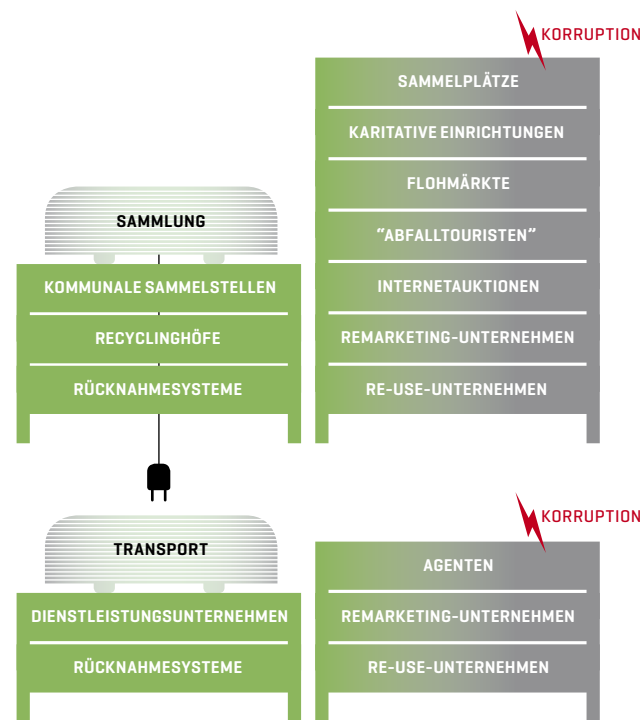 KORRUPTION
SAMMELPLÄTZE
KARITATIVE EINRICHTUNGEN
FLOHMÄRKTE
"ABFALLTOURISTEN"
INTERNETAUKTIONEN
REMARKETING-UNTERNEHMEN
RE-USE-UNTERNEHMEN
SAMMLUNG
KOMMUNALE SAMMELSTELLEN
RECYCLINGHÖFE
RÜCKNAHMESYSTEME
KORRUPTION
TRANSPORT
DIENSTLEISTUNGSUNTERNEHMEN
RÜCKNAHMESYSTEME
AGENTEN
REMARKETING-UNTERNEHMEN
RE-USE-UNTERNEHMEN